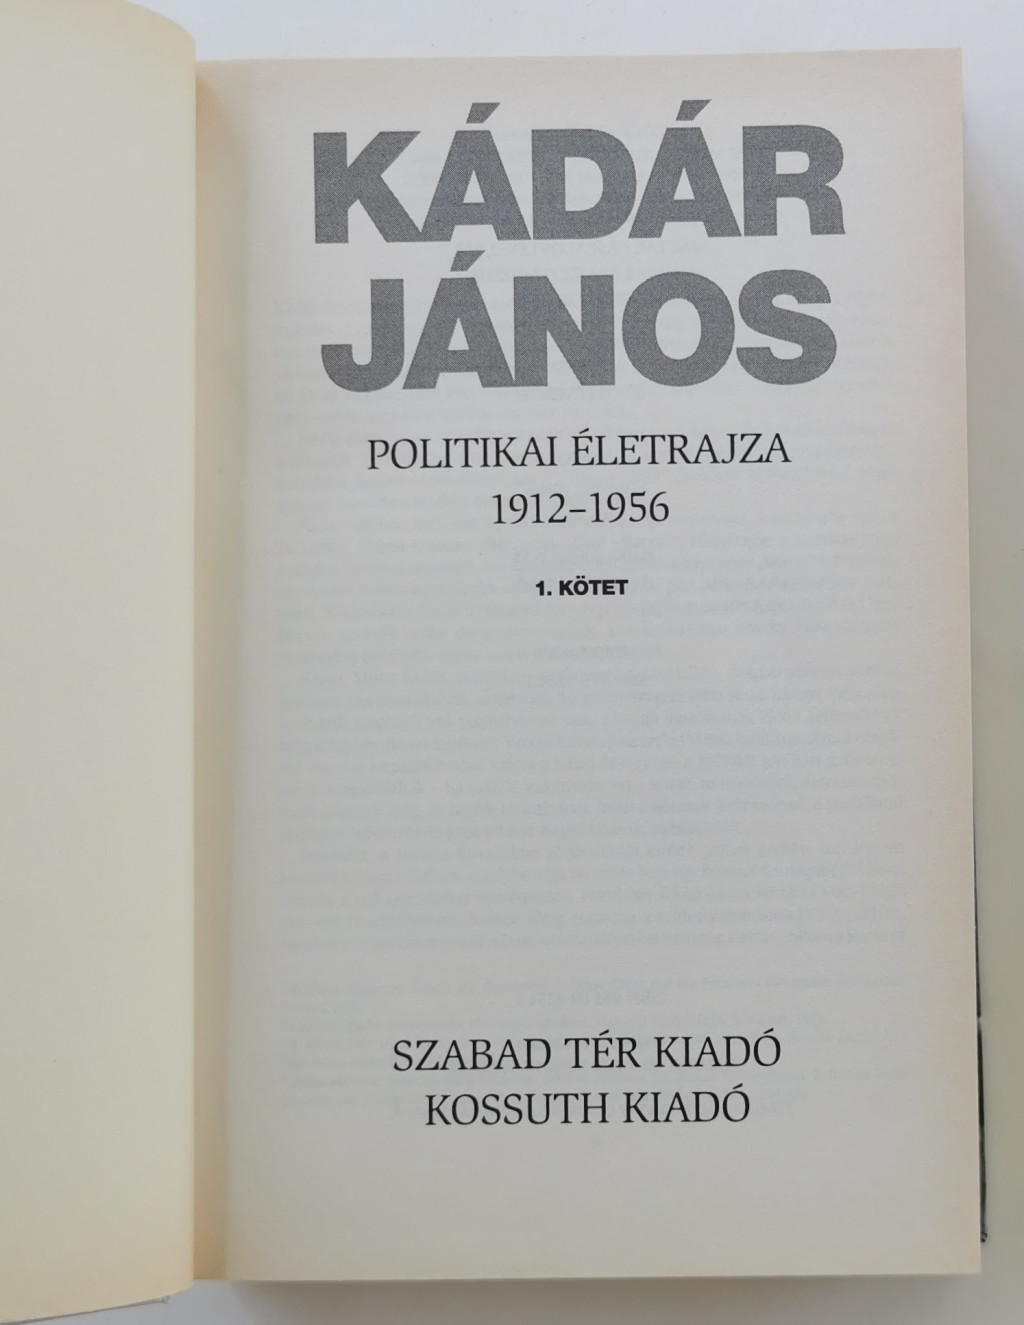 KÁDÁR
JÁNOS
POLITIKAI ÉLETRAJZA
1912–1956
1. KÖTET
SZABAD TÉR KIADÓ
KOSSUTH KIADÓ